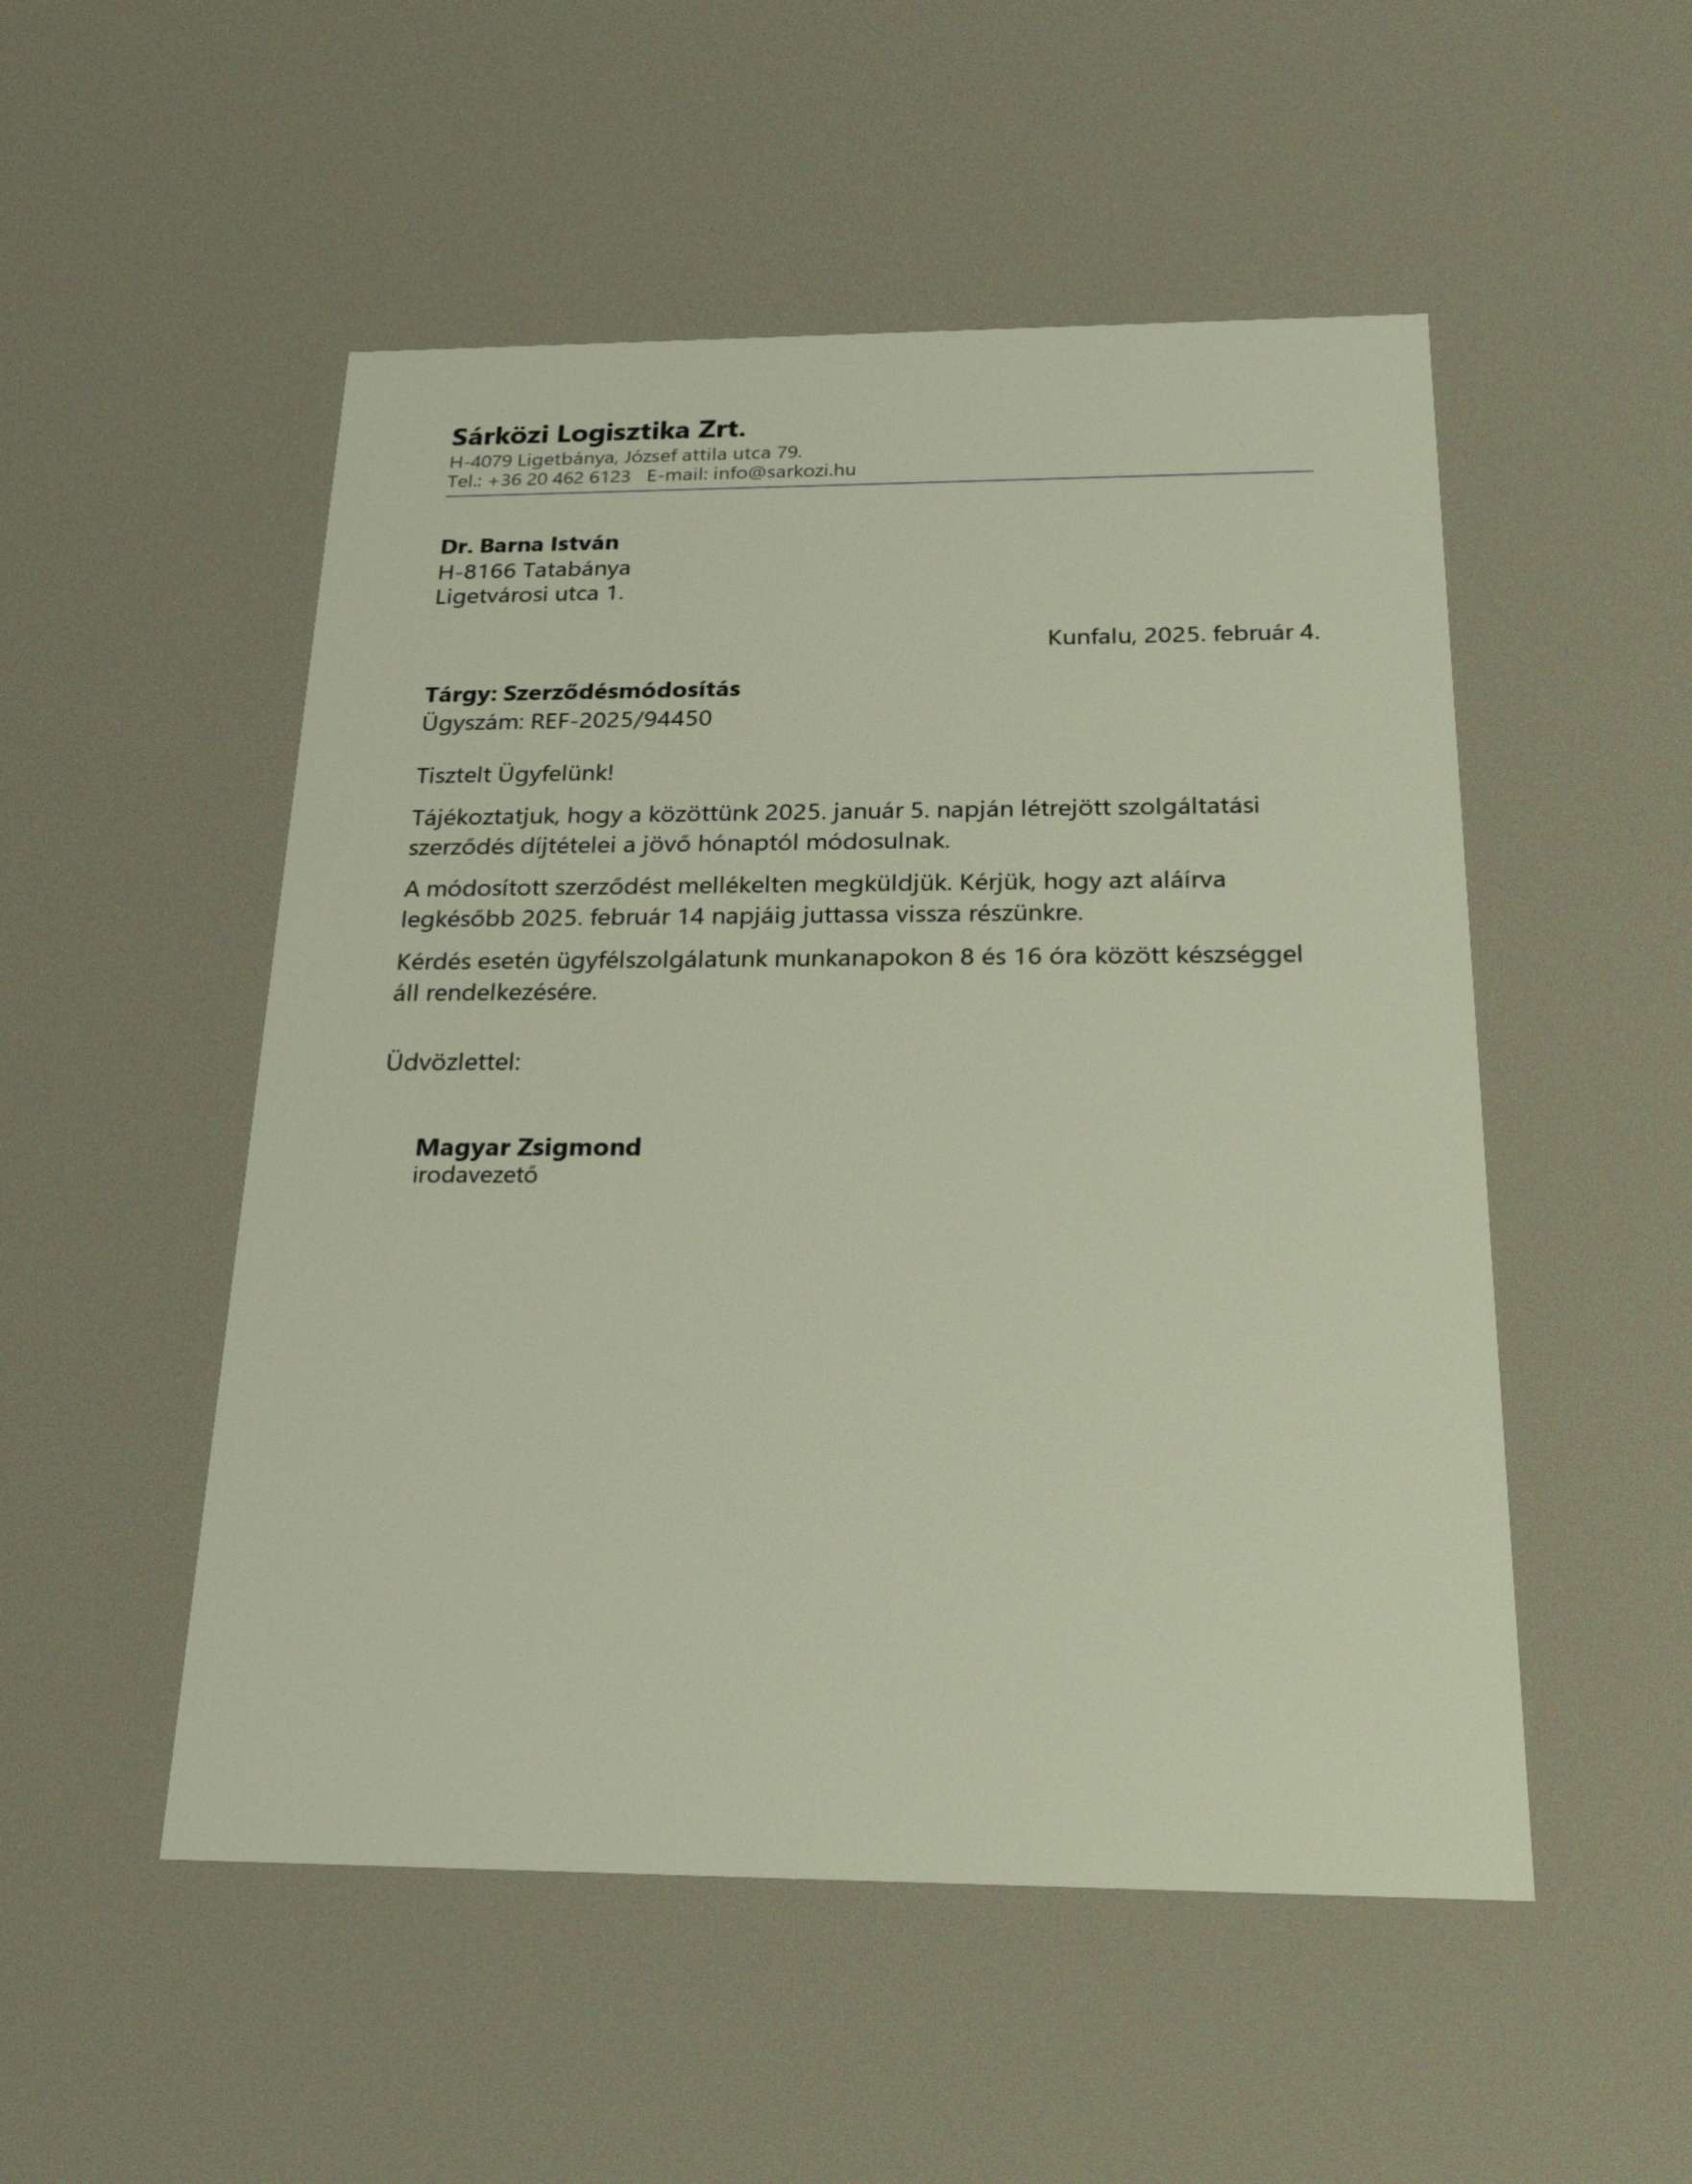 Sárközi Logisztika Zrt.
H-4079 Ligetbánya, József attila utca 79.
Tel.: +36 20 462 6123 E-mail: info@sarkozi.hu
Dr. Barna István
H-8166 Tatabánya
Ligetvárosi utca 1.
Kunfalu, 2025. február 4.
Tárgy: Szerződésmódosítás
Ügyszám: REF-2025/94450
Tisztelt Ügyfelünk!
Tájékoztatjuk, hogy a közöttünk 2025. január 5. napján létrejött szolgáltatási
szerződés díjtételei a jövő hónaptól módosulnak.
A módosított szerződést mellékelten megküldjük. Kérjük, hogy azt aláírva
legkésőbb 2025. február 14 napjáig juttassa vissza részünkre.
Kérdés esetén ügyfélszolgálatunk munkanapokon 8 és 16 óra között készséggel
áll rendelkezésére.
Üdvözlettel:
Magyar Zsigmond
irodavezető